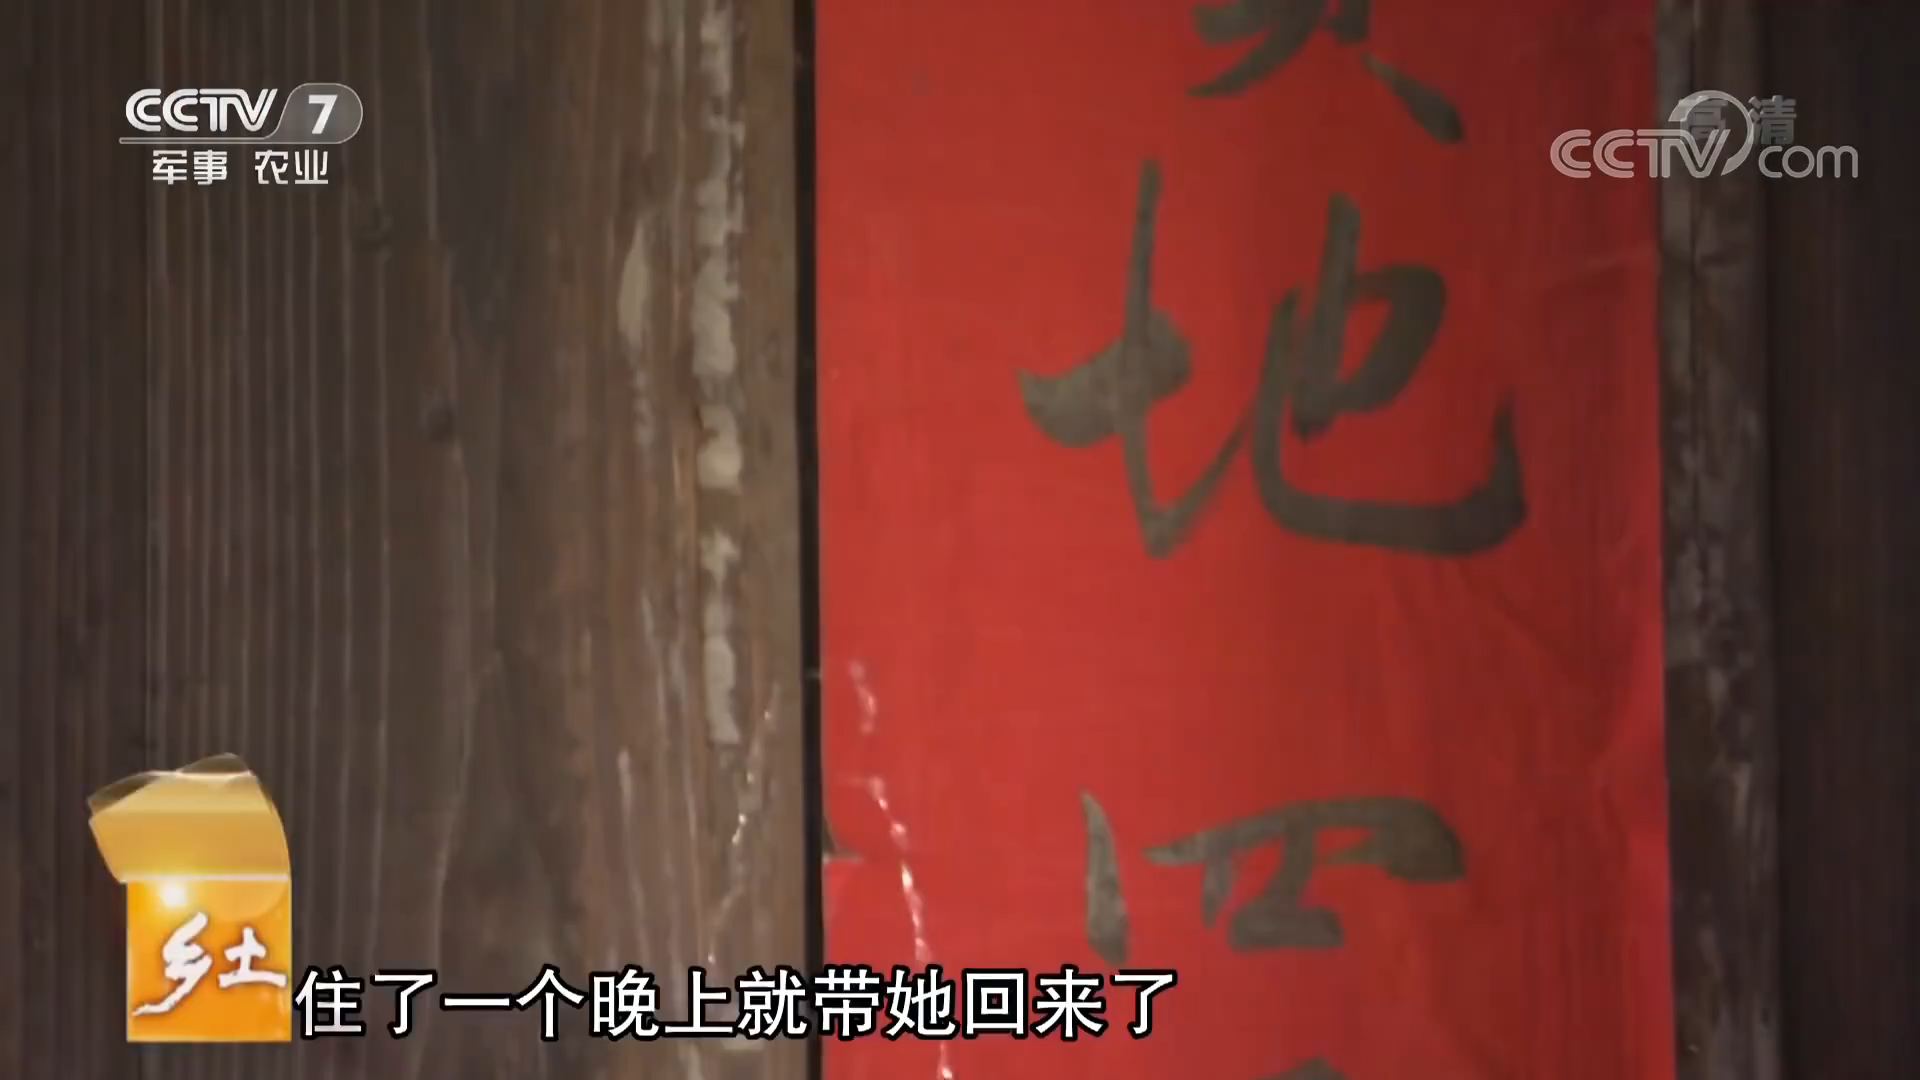 CCTV 7
军事 农业
高清
CCTV.com
地
乡土
住了一个晚上就带她回来了